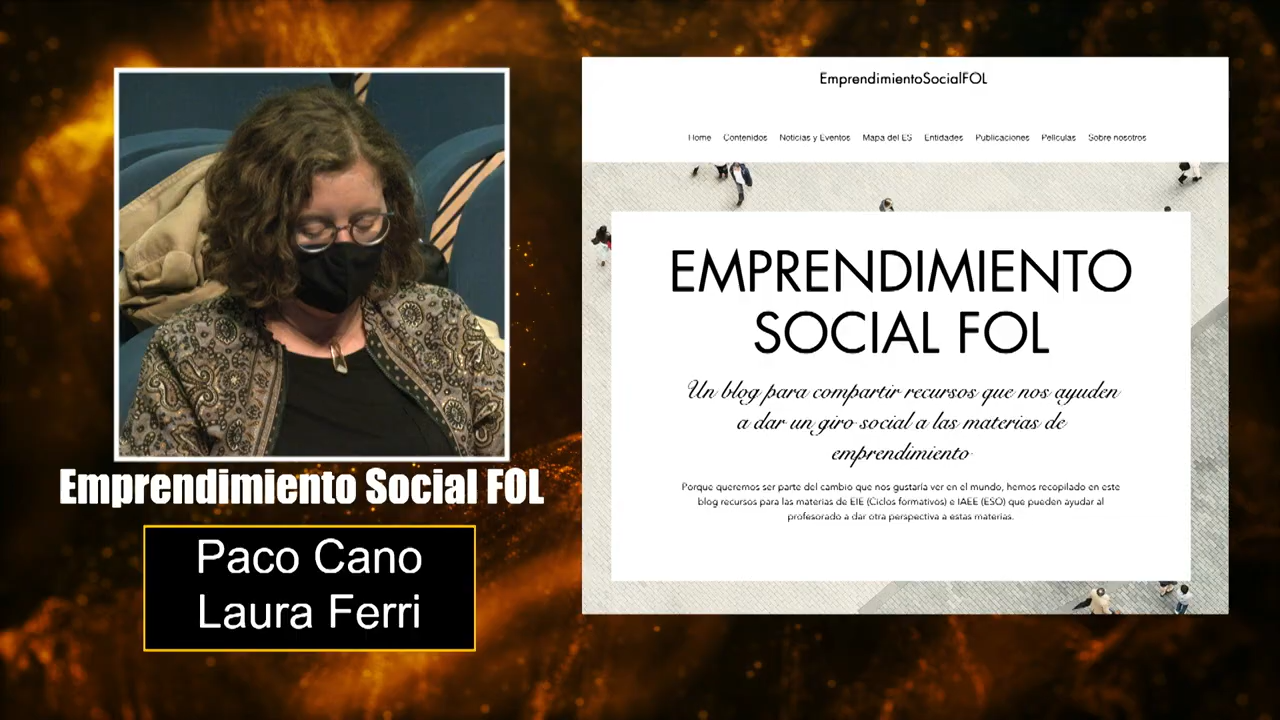 Emprendimiento Social FOL
Paco Cano
Laura Ferri
EmprendimientoSocialFOL
Home Contenidos Noticias y Eventos Mapa del ES Entidades Publicaciones Películas Sobre nosotros
EMPRENDIMIENTO
SOCIAL FOL
Un blog para compartir recursos que nos ayuden
a dar un giro social a las materias de
emprendimiento
Porque queremos ser parte del cambio que nos gustaría ver en el mundo, hemos recopilado en este
blog recursos para las materias de EIE (Ciclos formativos) e IAEE (ESO) que pueden ayudar al
profesorado a dar otra perspectiva a estas materias.